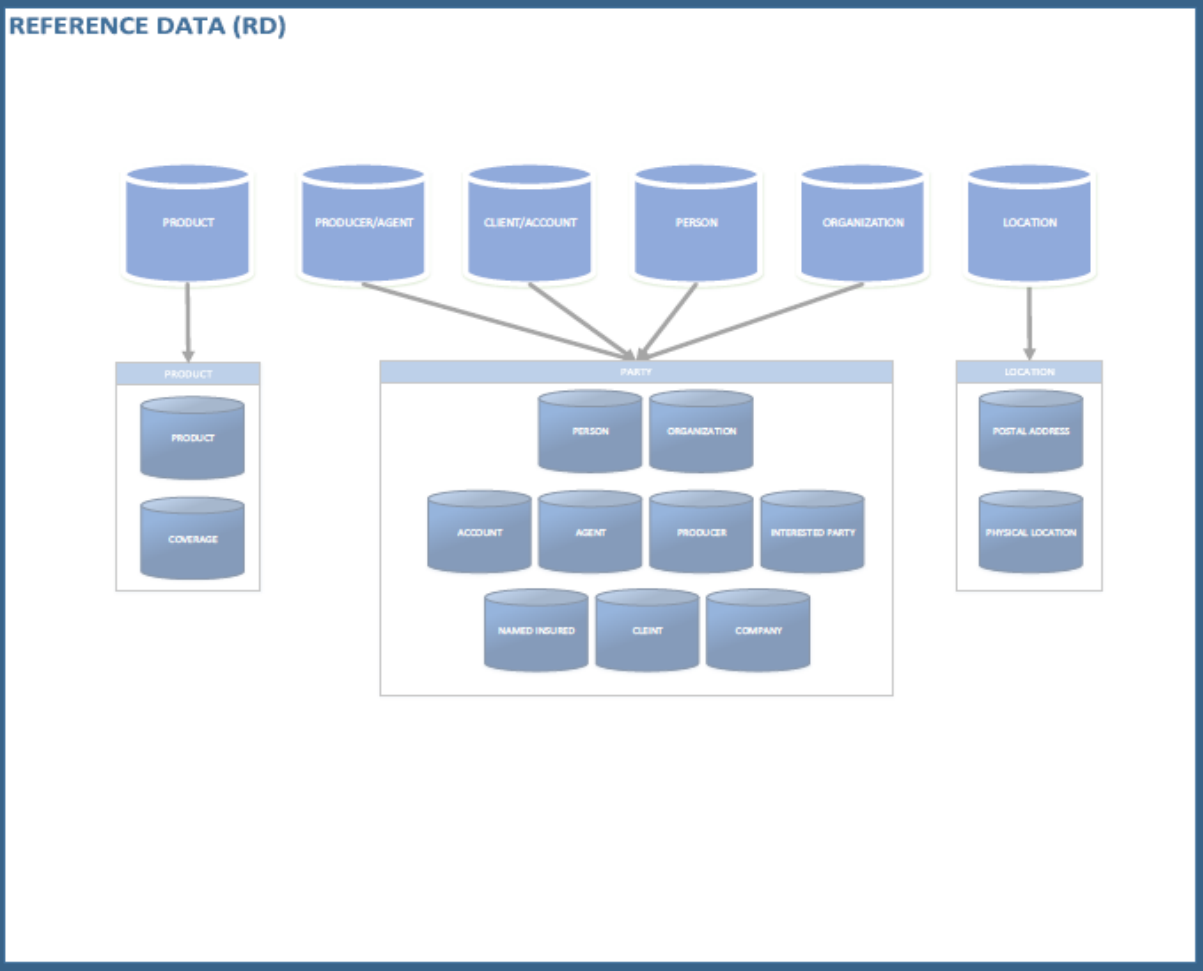 REFERENCE DATA (RD)
PRODUCT
PRODUCER/AGENT
CLIENT/ACCOUNT
PERSON
ORGANIZATION
LOCATION
PRODUCT
PRODUCT
COVERAGE
PARTY
PERSON
ORGANIZATION
ACCOUNT
AGENT
PRODUCER
INTERESTED PARTY
NAMED INSURED
CLEINT
COMPANY
LOCATION
POSTAL ADDRESS
PHYSICAL LOCATION